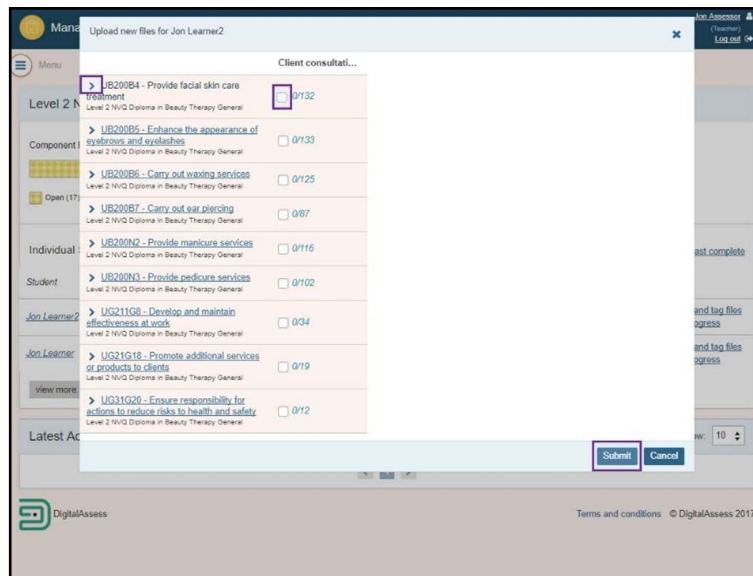 Mana
Upload new files for Jon Learner2
Jon Assessor
(Teacher)
Log out
Menu
Client consultati...
Level 2 N
UB200B4 - Provide facial skin care
treatment
Level 2 NVQ Diploma in Beauty Therapy General
0/132
Component
UB200B5 - Enhance the appearance of
eyebrows and eyelashes
Level 2 NVQ Diploma in Beauty Therapy General
0/133
Open (17)
UB200B6 - Carry out waxing services
Level 2 NVQ Diploma in Beauty Therapy General
0/125
UB200B7 - Carry out ear piercing
Level 2 NVQ Diploma in Beauty Therapy General
0/87
Individual
UB200N2 - Provide manicure services
Level 2 NVQ Diploma in Beauty Therapy General
0/116
ast complete
Student
UB200N3 - Provide pedicure services
Level 2 NVQ Diploma in Beauty Therapy General
0/102
Jon Learner2
UG211G8 - Develop and maintain
effectiveness at work
Level 2 NVQ Diploma in Beauty Therapy General
0/34
and tag files
ogress
Jon Learner
UG21G18 - Promote additional services
or products to clients
Level 2 NVQ Diploma in Beauty Therapy General
0/19
and tag files
ogress
view more
UG31G20 - Ensure responsibility for
actions to reduce risks to health and safety
Level 2 NVQ Diploma in Beauty Therapy General
0/12
Latest Ac
ow: 10
Submit
Cancel
DigitalAssess
Terms and conditions © DigitalAssess 2017